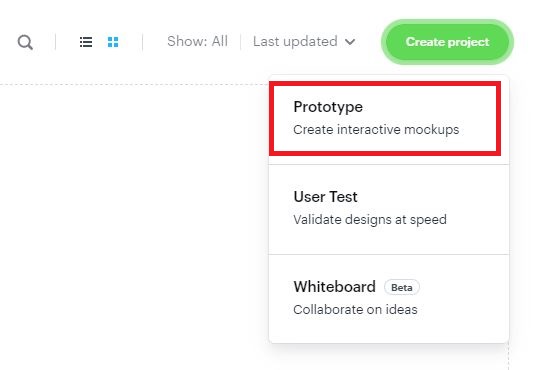 Show: All Last updated Create project
Prototype
Create interactive mockups
User Test
Validate designs at speed
Whiteboard Beta
Collaborate on ideas